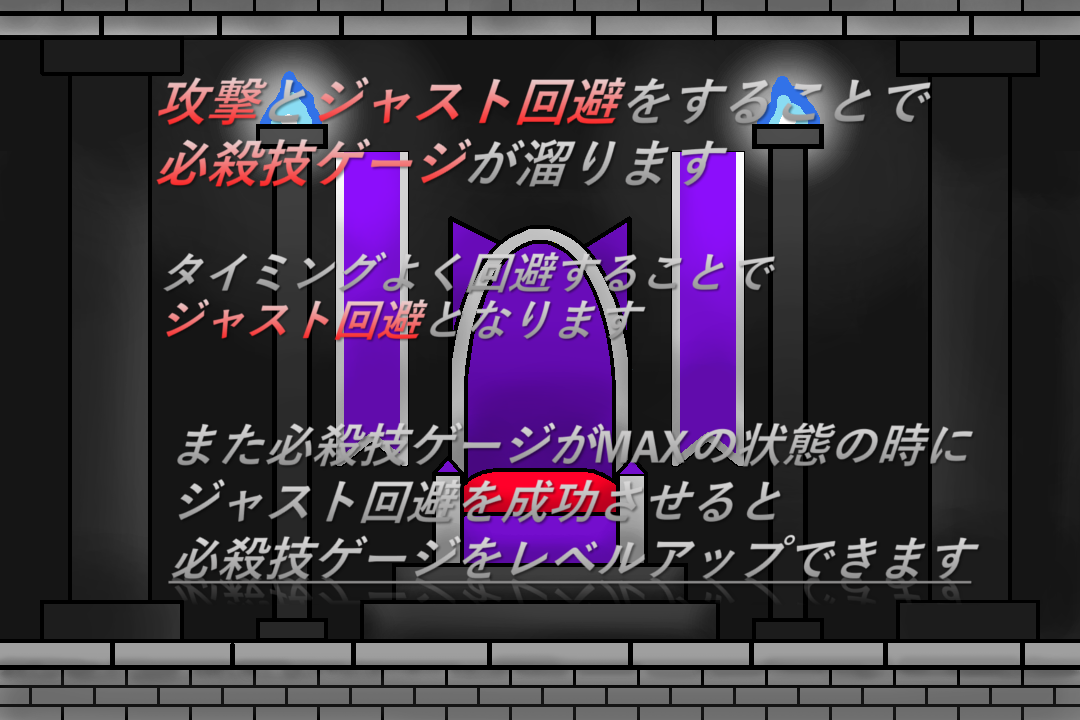 攻撃とジャスト回避をすることで
必殺技ゲージが溜ります
タイミングよく回避することで
ジャスト回避となります
また必殺技ゲージがMAXの状態の時に
ジャスト回避を成功させると
必殺技ゲージをレベルアップできます